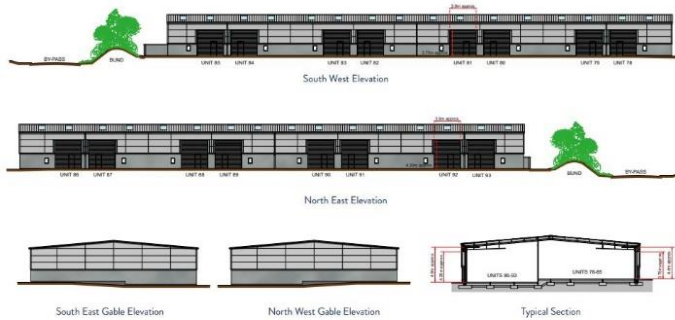 BY-PASS
BUND
UNIT 85
UNIT 84
UNIT 83
UNIT 82
UNIT 81
UNIT 80
UNIT 79
UNIT 78
South West Elevation
UNIT 86
UNIT 87
UNIT 88
UNIT 89
UNIT 90
UNIT 91
UNIT 92
UNIT 93
BUND
BY-PASS
North East Elevation
UNITS 86-93
UNITS 78-85
South East Gable Elevation
North West Gable Elevation
Typical Section